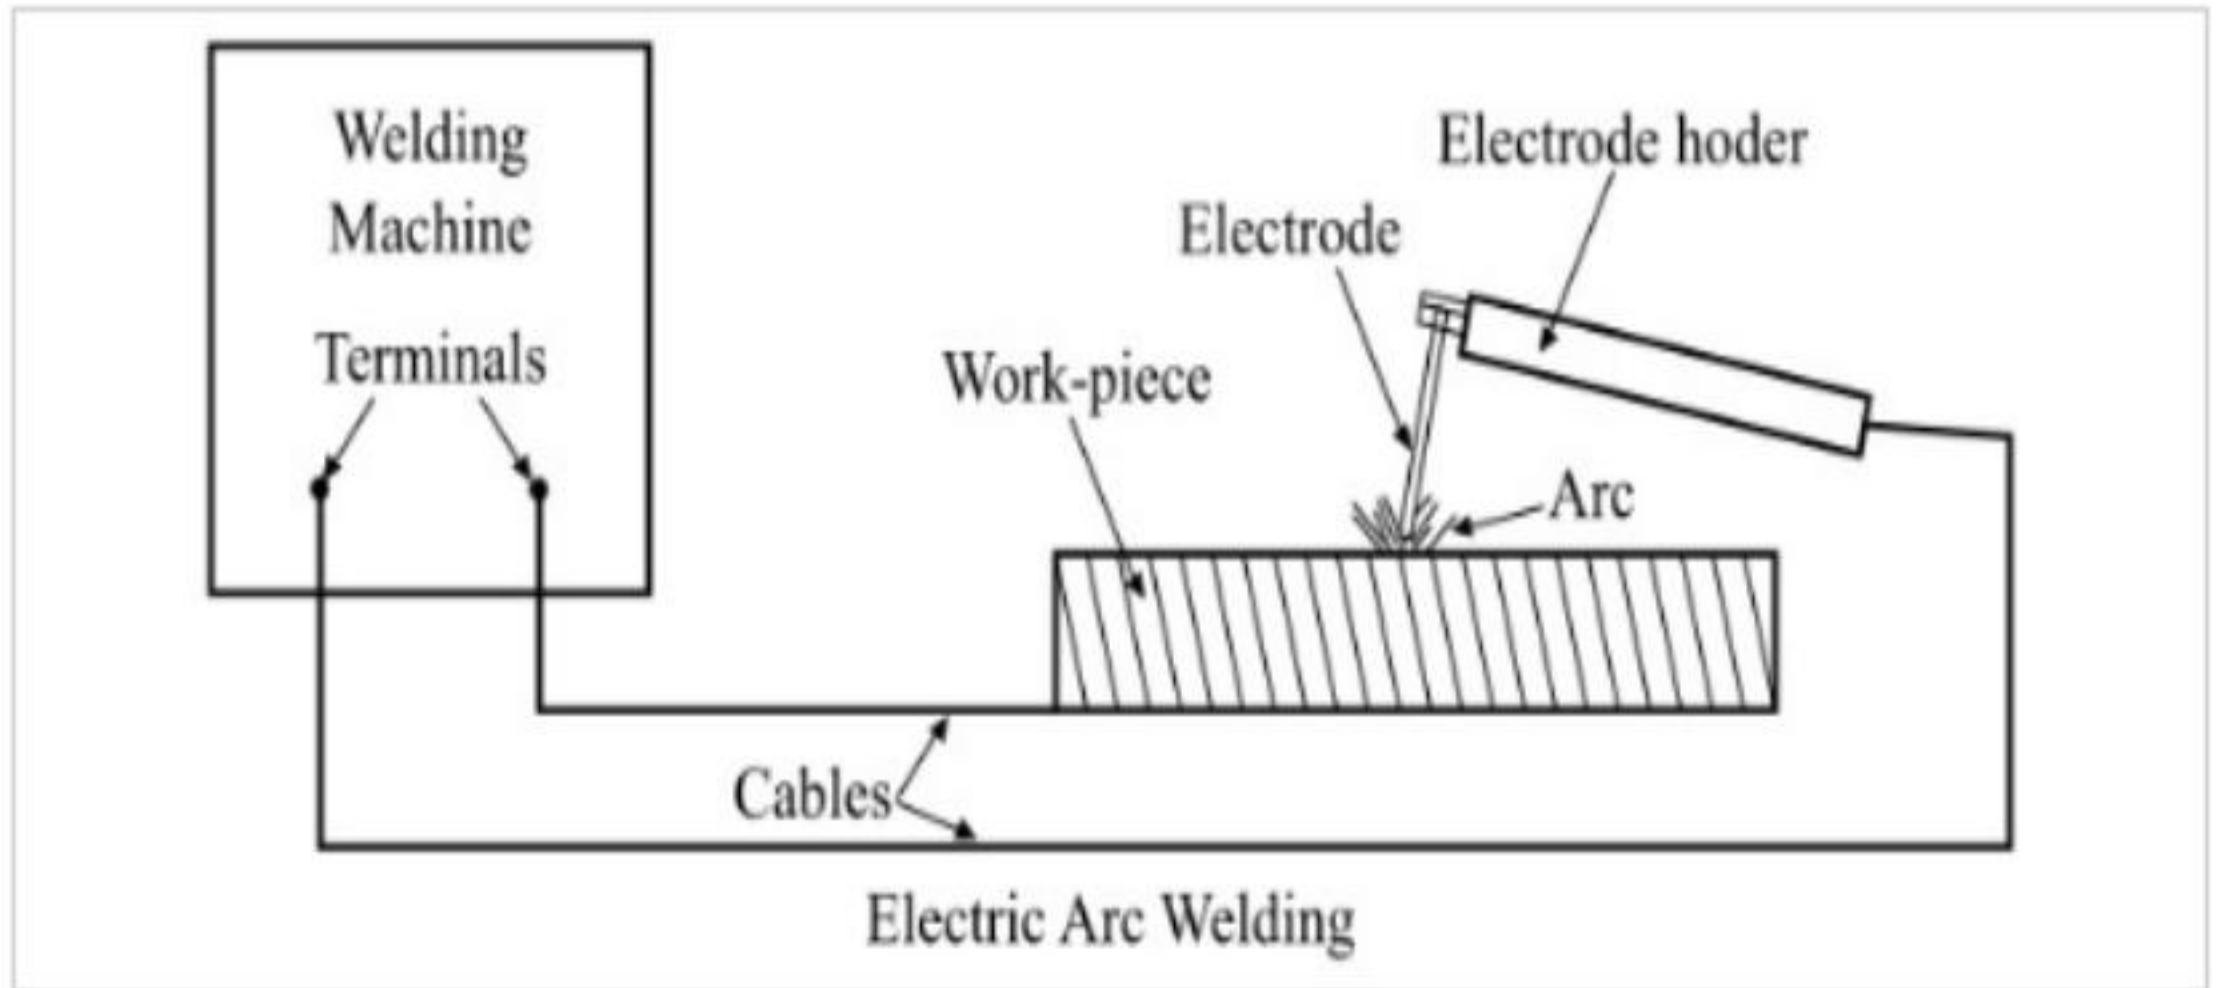 Welding
Machine
Terminals
Electrode hoder
Electrode
Work-piece
Arc
Cables
Electric Arc Welding